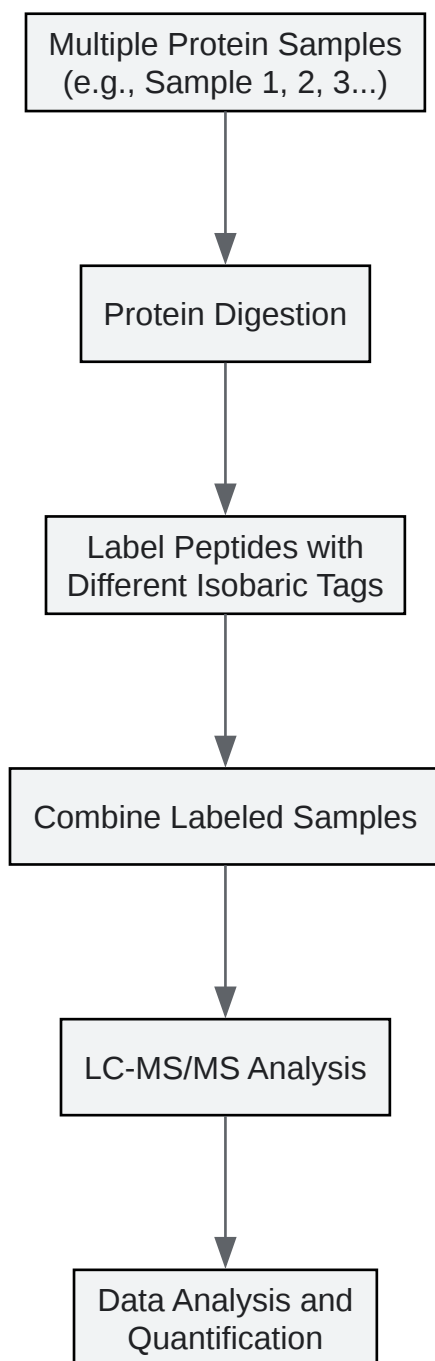 Multiple Protein Samples
(e.g., Sample 1, 2, 3...)
Protein Digestion
Label Peptides with
Different Isobaric Tags
Combine Labeled Samples
LC-MS/MS Analysis
Data Analysis and
Quantification